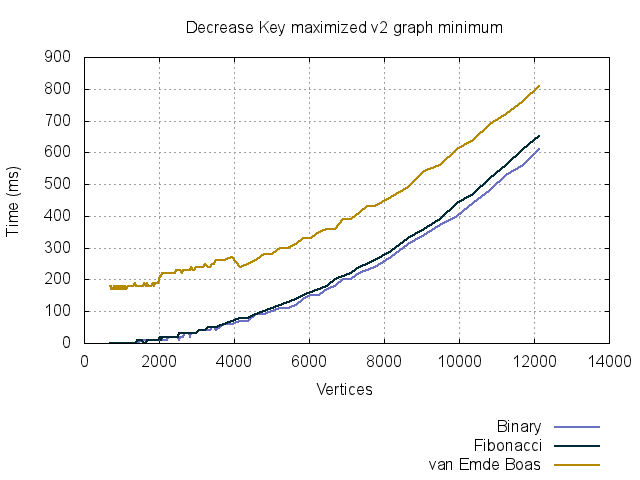 Decrease Key maximized v2 graph minimum
900
800
700
600
500
400
300
200
100
0
Time (ms)
0 2000 4000 6000 8000 10000 12000 14000
Vertices
Binary
Fibonacci
van Emde Boas